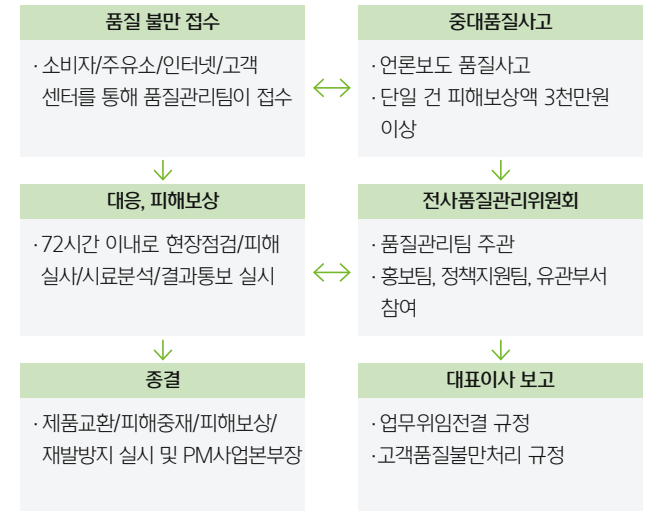 품질 불만 접수
· 소비자/주유소/인터넷/고객
센터를 통해 품질관리팀이 접수
중대품질사고
· 언론보도 품질사고
· 단일 건 피해보상액 3천만원
이상
대응, 피해보상
· 72시간 이내로 현장점검/피해
실사/시료분석/결과통보 실시
전사품질관리위원회
· 품질관리팀 주관
· 홍보팀, 정책지원팀, 유관부서
참여
종결
· 제품교환/피해중재/피해보상/
재발방지 실시 및 PM사업본부장
대표이사 보고
· 업무위임전결 규정
· 고객품질불만처리 규정